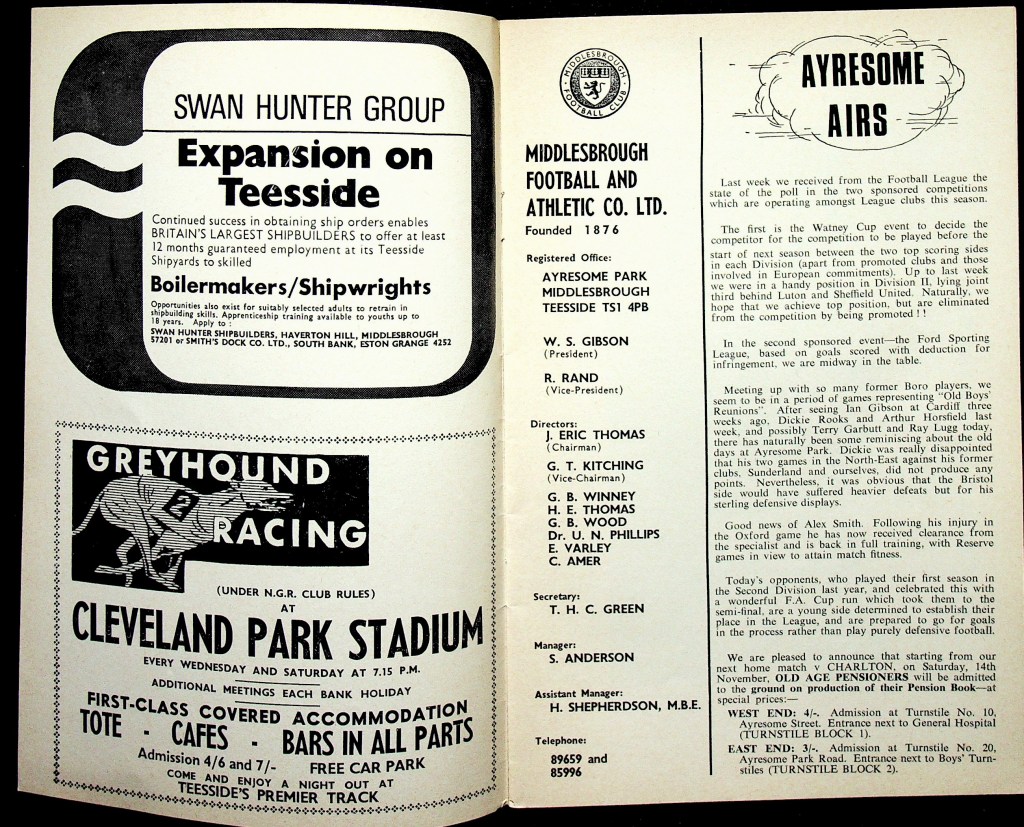 SWAN HUNTER GROUP
Expansion on
Teesside
Continued success in obtaining ship orders enables
BRITAIN'S LARGEST SHIPBUILDERS to offer at least
12 months guaranteed employment at its Teesside
Shipyards to skilled
Boilermakers/Shipwrights
Opportunities also exist for suitably selected adults to retrain in
shipbuilding skills. Apprenticeship training available to youths up to
18 years. Apply to :
SWAN HUNTER SHIPBUILDERS, HAVERTON HILL, MIDDLESBROUGH
57201 or SMITH'S DOCK CO. LTD., SOUTH BANK, ESTON GRANGE 4252
GREYHOUND
2
RACING
(UNDER N.G.R. CLUB RULES)
AT
CLEVELAND PARK STADIUM
EVERY WEDNESDAY AND SATURDAY AT 7.15 P.M.
ADDITIONAL MEETINGS EACH BANK HOLIDAY
FIRST-CLASS COVERED ACCOMMODATION
TOTE - CAFES - BARS IN ALL PARTS
Admission 4/6 and 7/- FREE CAR PARK
COME AND ENJOY A NIGHT OUT AT
TEESSIDE'S PREMIER TRACK
MIDDLESBROUGH
FOOTBALL CLUB
MIDDLESBROUGH
FOOTBALL AND
ATHLETIC CO. LTD.
Founded 1876
Registered Office:
AYRESOME PARK
MIDDLESBROUGH
TEESSIDE TS1 4PB
W. S. GIBSON
(President)
R. RAND
(Vice-President)
Directors:
J. ERIC THOMAS
(Chairman)
G. T. KITCHING
(Vice-Chairman)
G. B. WINNEY
H. E. THOMAS
G. B. WOOD
Dr. U. N. PHILLIPS
E. VARLEY
C. AMER
Secretary:
T. H. C. GREEN
Manager:
S. ANDERSON
Assistant Manager:
H. SHEPHERDSON, M.B.E.
Telephone:
89659 and
85996
AYRESOME
AIRS
Last week we received from the Football League the
state of the poll in the two sponsored competitions
which are operating amongst League clubs this season.
The first is the Watney Cup event to decide the
competitor for the competition to be played before the
start of next season between the two top scoring sides
in each Division (apart from promoted clubs and those
involved in European commitments). Up to last week
we were in a handy position in Division II, lying joint
third behind Luton and Sheffield United. Naturally, we
hope that we achieve top position, but are eliminated
from the competition by being promoted ! !
In the second sponsored event—the Ford Sporting
League, based on goals scored with deduction for
infringement, we are midway in the table.
Meeting up with so many former Boro players, we
seem to be in a period of games representing "Old Boys'
Reunions". After seeing Ian Gibson at Cardiff three
weeks ago, Dickie Rooks and Arthur Horsfield last
week, and possibly Terry Garbutt and Ray Lugg today,
there has naturally been some reminiscing about the old
days at Ayresome Park. Dickie was really disappointed
that his two games in the North-East against his former
clubs, Sunderland and ourselves, did not produce any
points. Nevertheless, it was obvious that the Bristol
side would have suffered heavier defeats but for his
sterling defensive displays.
Good news of Alex Smith. Following his injury in
the Oxford game he has now received clearance from
the specialist and is back in full training, with Reserve
games in view to attain match fitness.
Today's opponents, who played their first season in
the Second Division last year, and celebrated this with
a wonderful F.A. Cup run which took them to the
semi-final, are a young side determined to establish their
place in the League, and are prepared to go for goals
in the process rather than play purely defensive football.
We are pleased to announce that starting from our
next home match v CHARLTON, on Saturday, 14th
November, OLD AGE PENSIONERS will be admitted
to the ground on production of their Pension Book—at
special prices:—
WEST END: 4/-. Admission at Turnstile No. 10,
Ayresome Street. Entrance next to General Hospital
(TURNSTILE BLOCK 1).
EAST END: 3/-. Admission at Turnstile No. 20,
Ayresome Park Road. Entrance next to Boys' Turn-
stiles (TURNSTILE BLOCK 2).